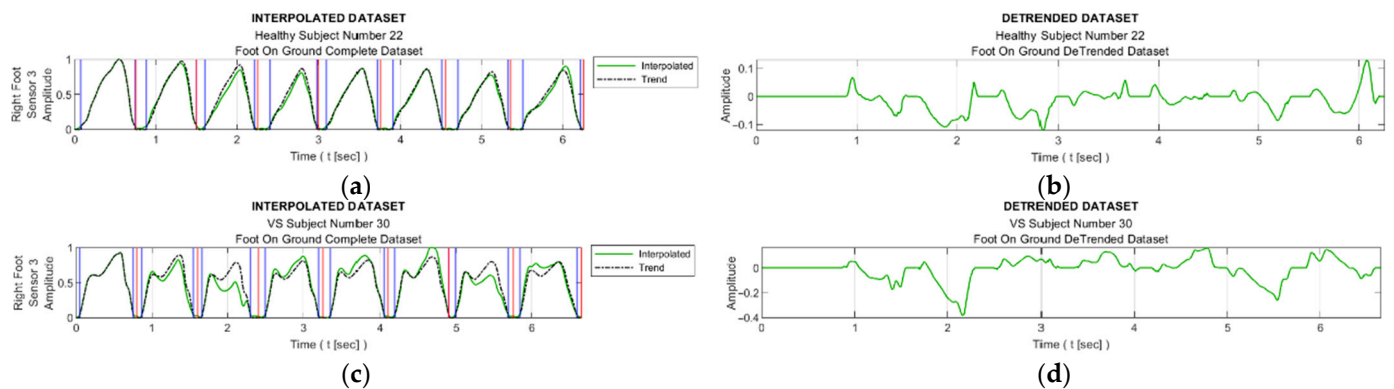 INTERPOLATED DATASET
Healthy Subject Number 22
Foot On Ground Complete Dataset
Right Foot
Sensor 3
Amplitude
1
0.5
0
0 1 2 3 4 5 6
Time ( t [sec] )
Interpolated
Trend
(a)
DETRENDED DATASET
Healthy Subject Number 22
Foot On Ground DeTrended Dataset
Amplitude
0.1
0
−0.1
0 1 2 3 4 5 6
Time ( t [sec] )
(b)
INTERPOLATED DATASET
VS Subject Number 30
Foot On Ground Complete Dataset
Right Foot
Sensor 3
Amplitude
1
0.5
0
0 1 2 3 4 5 6
Time ( t [sec] )
Interpolated
Trend
(c)
DETRENDED DATASET
VS Subject Number 30
Foot On Ground DeTrended Dataset
Amplitude
0
−0.2
−0.4
0 1 2 3 4 5 6
Time ( t [sec] )
(d)